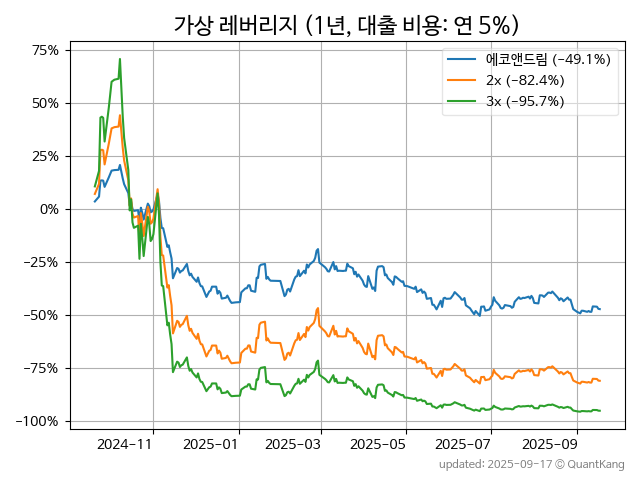 가상 레버리지 (1년, 대출 비용: 연 5%)
에코앤드림 (−49.1%)
2x (−82.4%)
3x (−95.7%)
75%
50%
25%
0%
−25%
−50%
−75%
−100%
2024-11 2025-01 2025-03 2025-05 2025-07 2025-09
updated: 2025-09-17 © QuantKang